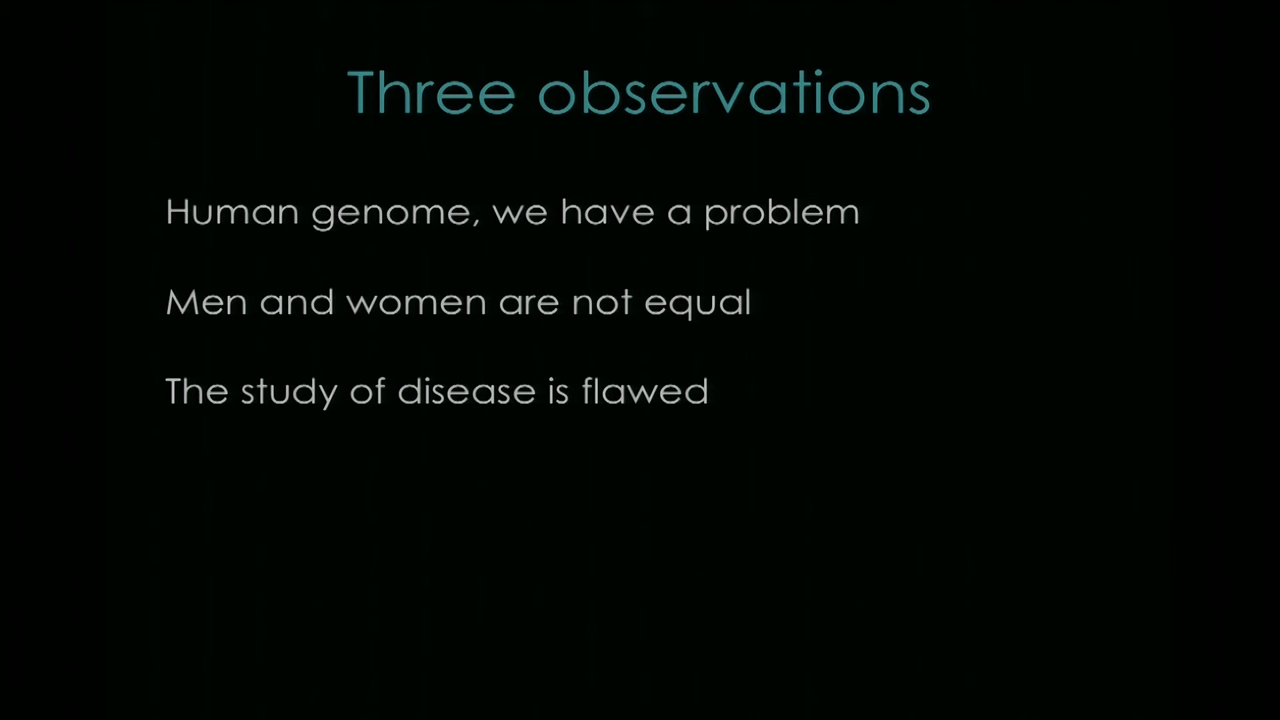 Three observations
Human genome, we have a problem
Men and women are not equal
The study of disease is flawed